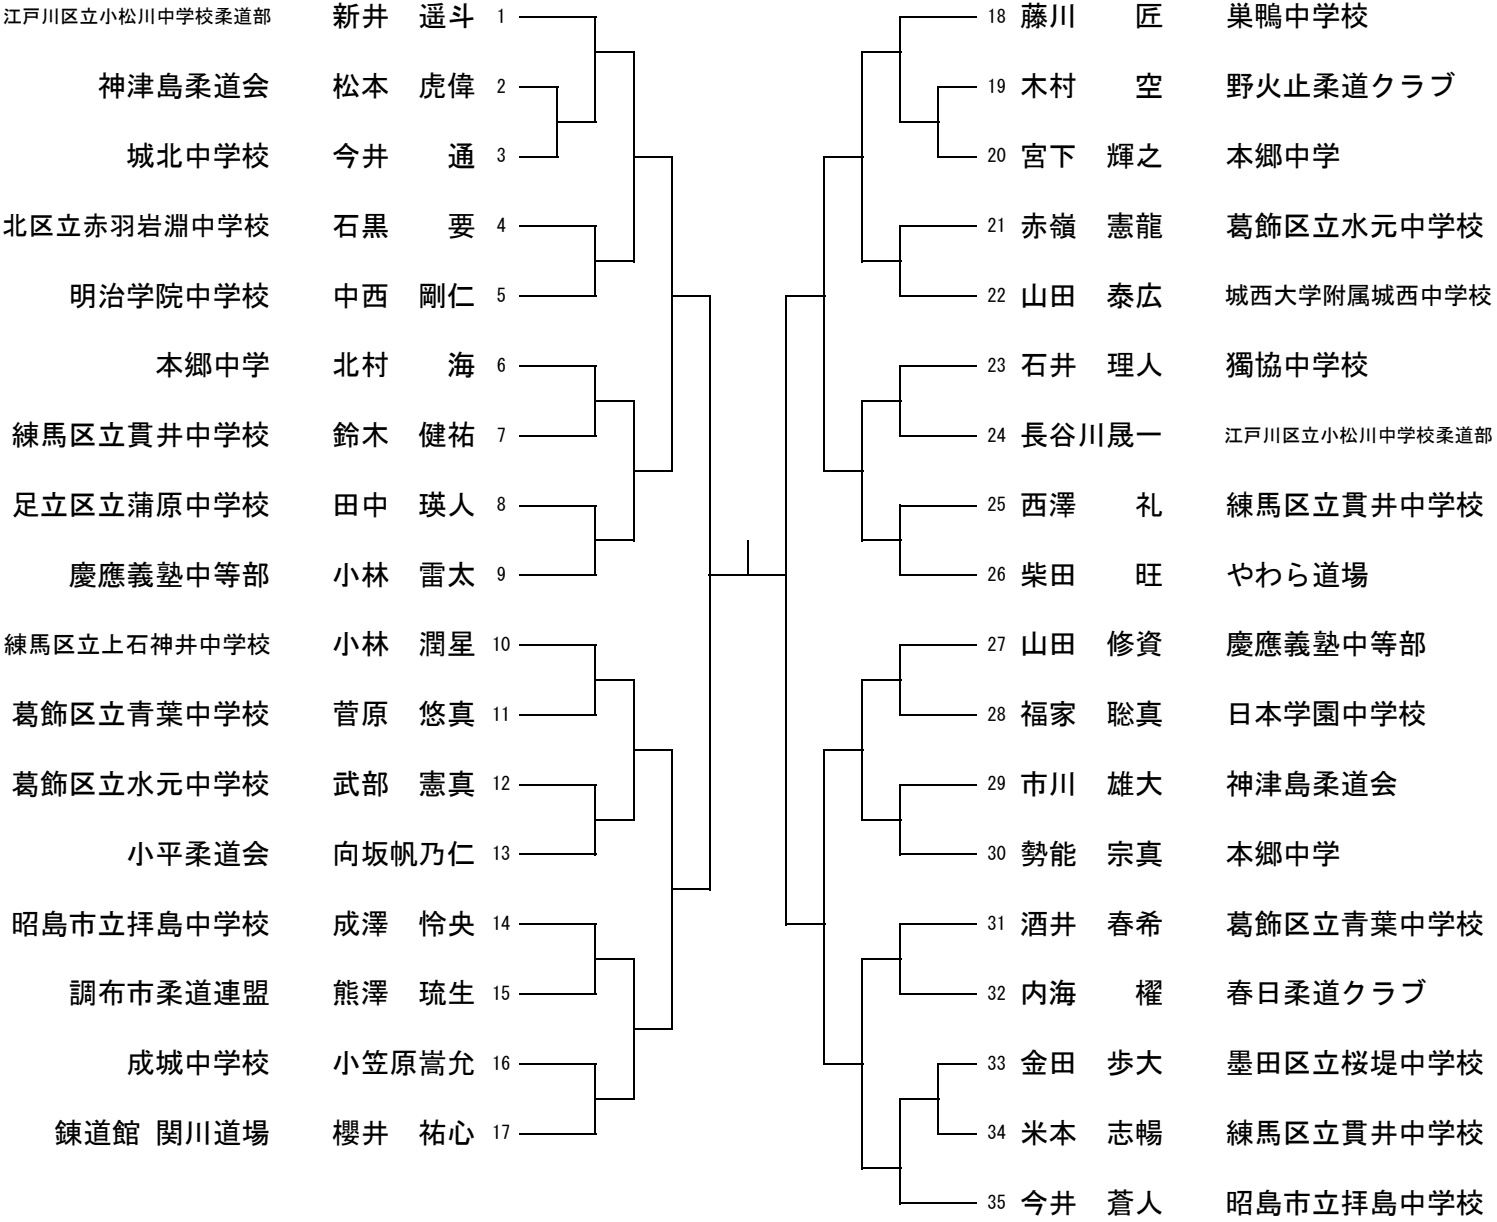 江戸川区立小松川中学校柔道部 新井 遥斗 1
神津島柔道会 松本 虎偉 2
城北中学校 今井 通 3
北区立赤羽岩淵中学校 石黒 要 4
明治学院中学校 中西 剛仁 5
本郷中学 北村 海 6
練馬区立貫井中学校 鈴木 健祐 7
足立区立蒲原中学校 田中 瑛人 8
慶應義塾中等部 小林 雷太 9
練馬区立上石神井中学校 小林 潤星 10
葛飾区立青葉中学校 菅原 悠真 11
葛飾区立水元中学校 武部 憲真 12
小平柔道会 向坂帆乃仁 13
昭島市立拝島中学校 成澤 怜央 14
調布市柔道連盟 熊澤 琉生 15
成城中学校 小笠原嵩允 16
錬道館 関川道場 櫻井 祐心 17
18 藤川 匠 巣鴨中学校
19 木村 空 野火止柔道クラブ
20 宮下 輝之 本郷中学
21 赤嶺 憲龍 葛飾区立水元中学校
22 山田 泰広 城西大学附属城西中学校
23 石井 理人 獨協中学校
24 長谷川晟一 江戸川区立小松川中学校柔道部
25 西澤 礼 練馬区立貫井中学校
26 柴田 旺 やわら道場
27 山田 修資 慶應義塾中等部
28 福家 聡真 日本学園中学校
29 市川 雄大 神津島柔道会
30 勢能 宗真 本郷中学
31 酒井 春希 葛飾区立青葉中学校
32 内海 櫂 春日柔道クラブ
33 金田 歩大 墨田区立桜堤中学校
34 米本 志暢 練馬区立貫井中学校
35 今井 蒼人 昭島市立拝島中学校